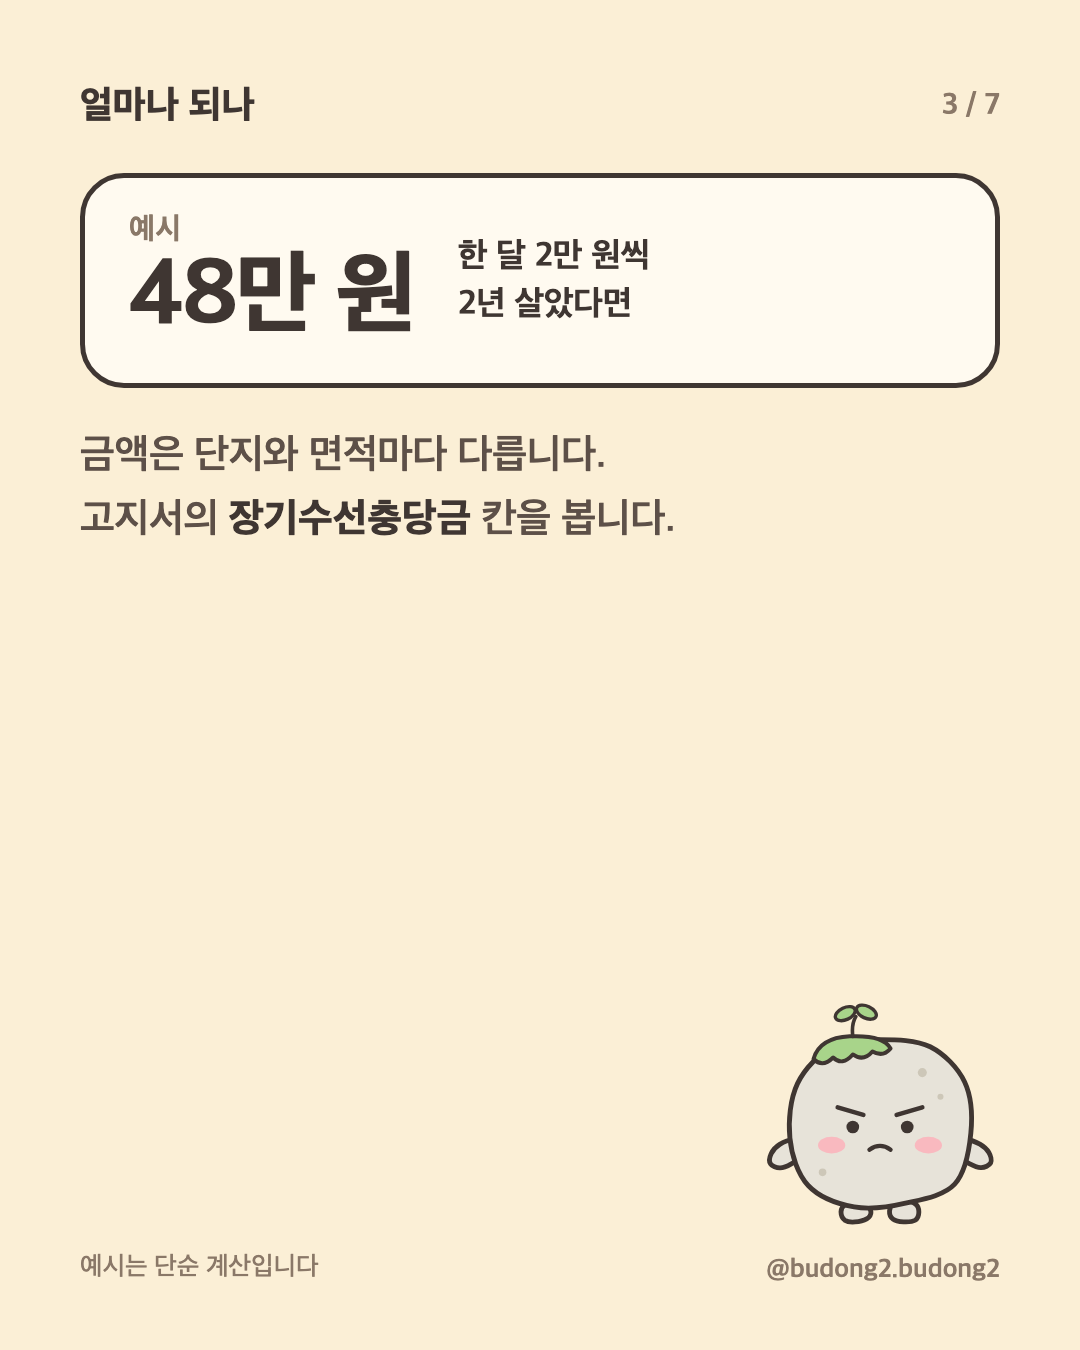 얼마나 되나
3 / 7
예시
48만 원
한 달 2만 원씩
2년 살았다면
금액은 단지와 면적마다 다릅니다.
고지서의 장기수선충당금 칸을 봅니다.
예시는 단순 계산입니다
@budong2.budong2